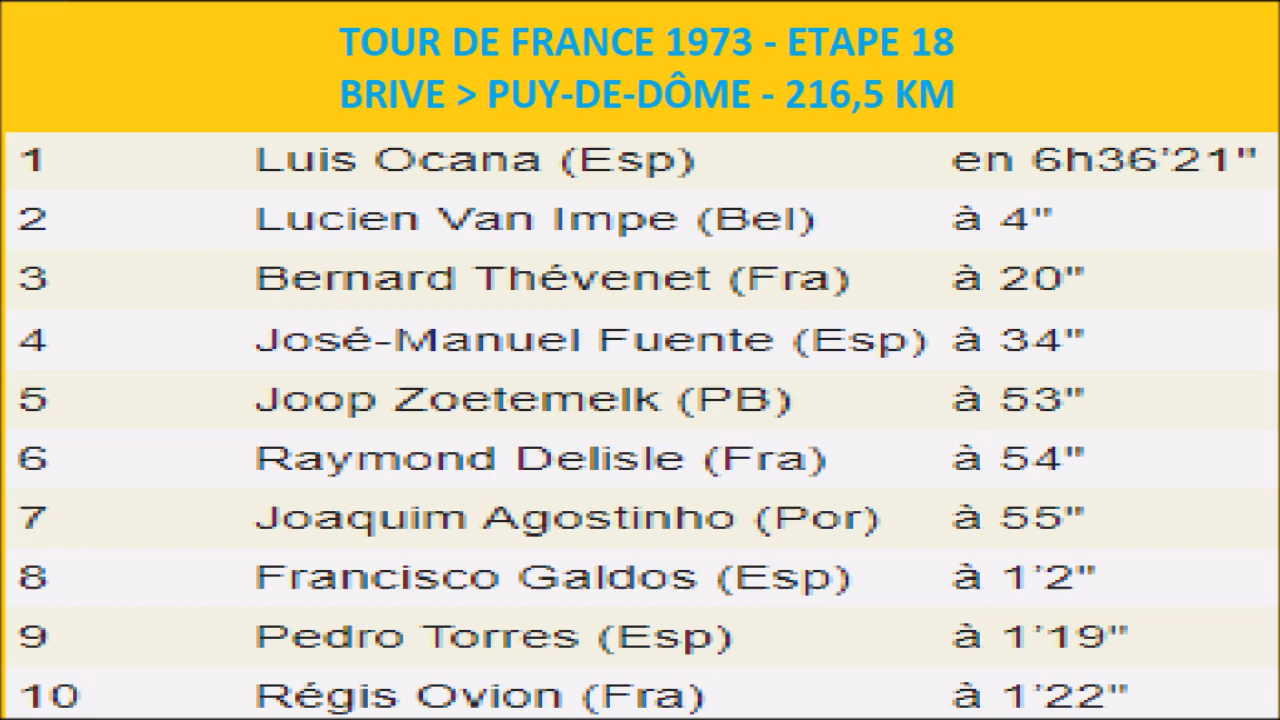 TOUR DE FRANCE 1973 - ETAPE 18
BRIVE > PUY-DE-DÔME - 216,5 KM
1 Luis Ocana (Esp) en 6h36'21"
2 Lucien Van Impe (Bel) à 4"
3 Bernard Thévenet (Fra) à 20"
4 José-Manuel Fuente (Esp) à 34"
5 Joop Zoetemelk (PB) à 53"
6 Raymond Delisle (Fra) à 54"
7 Joaquim Agostinho (Por) à 55"
8 Francisco Galdos (Esp) à 1'2"
9 Pedro Torres (Esp) à 1'19"
10 Régis Ovion (Fra) à 1'22"